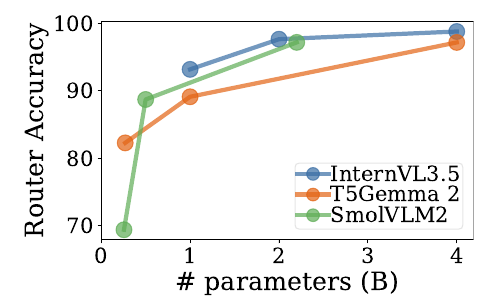 100
90
80
70
Router Accuracy
InternVL3.5
T5Gemma 2
SmolVLM2
0 1 2 3 4
# parameters (B)